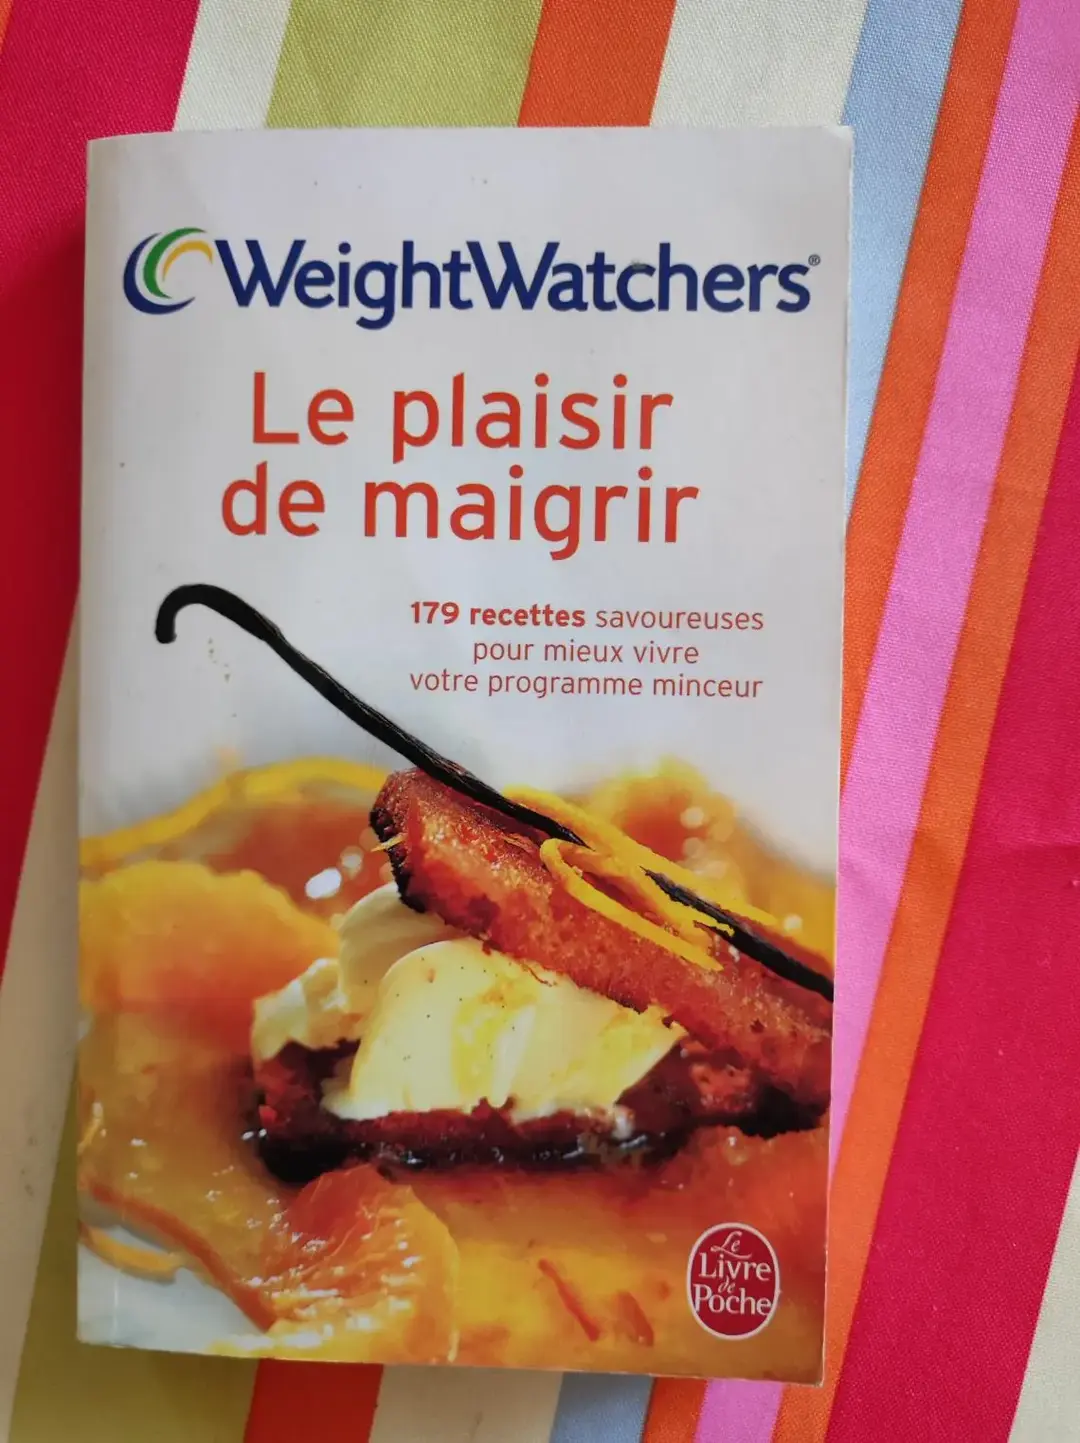 WeightWatchers®
Le plaisir
de maigrir
179 recettes savoureuses
pour mieux vivre
votre programme minceur
Le
Livre
de
Poche